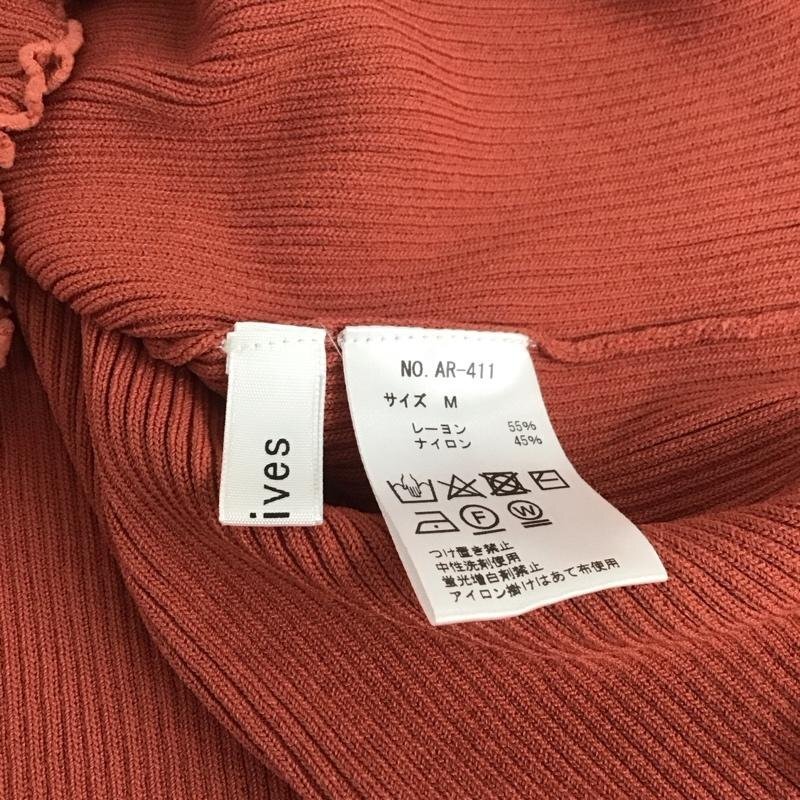 ives
NO. AR-411
サイズ M
レーヨン 55%
ナイロン 45%
F
W
つけ置き禁止
中性洗剤使用
蛍光増白剤禁止
アイロン掛けはあて布使用